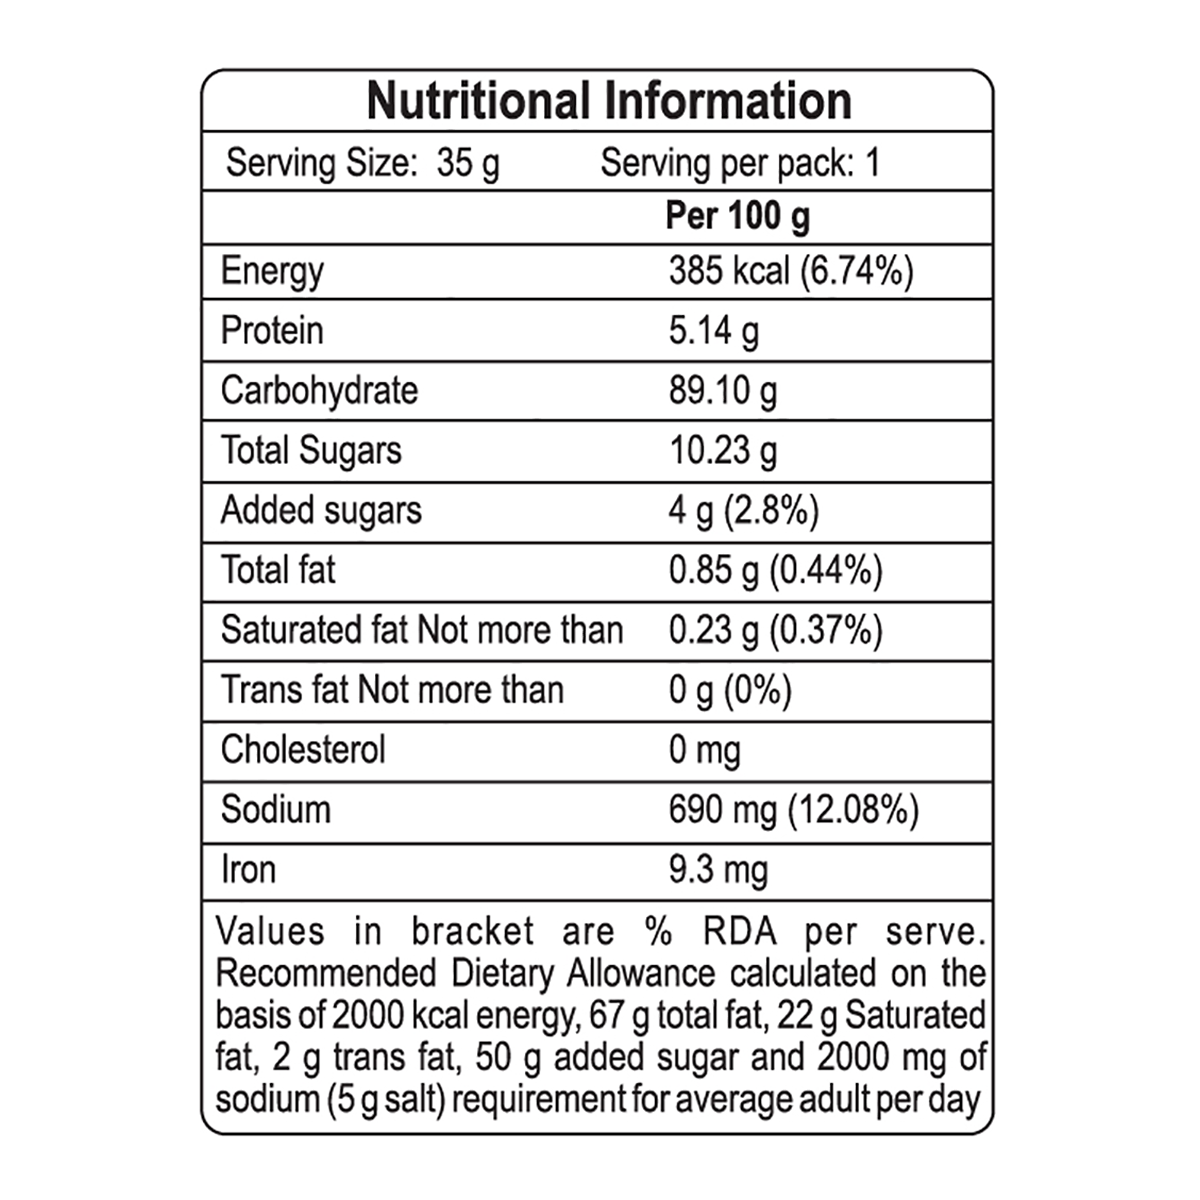 Nutritional Information
Serving Size: 35 g Serving per pack: 1
Per 100 g
Energy 385 kcal (6.74%)
Protein 5.14 g
Carbohydrate 89.10 g
Total Sugars 10.23 g
Added sugars 4 g (2.8%)
Total fat 0.85 g (0.44%)
Saturated fat Not more than 0.23 g (0.37%)
Trans fat Not more than 0 g (0%)
Cholesterol 0 mg
Sodium 690 mg (12.08%)
Iron 9.3 mg
Values in bracket are % RDA per serve.
Recommended Dietary Allowance calculated on the
basis of 2000 kcal energy, 67 g total fat, 22 g Saturated
fat, 2 g trans fat, 50 g added sugar and 2000 mg of
sodium (5 g salt) requirement for average adult per day